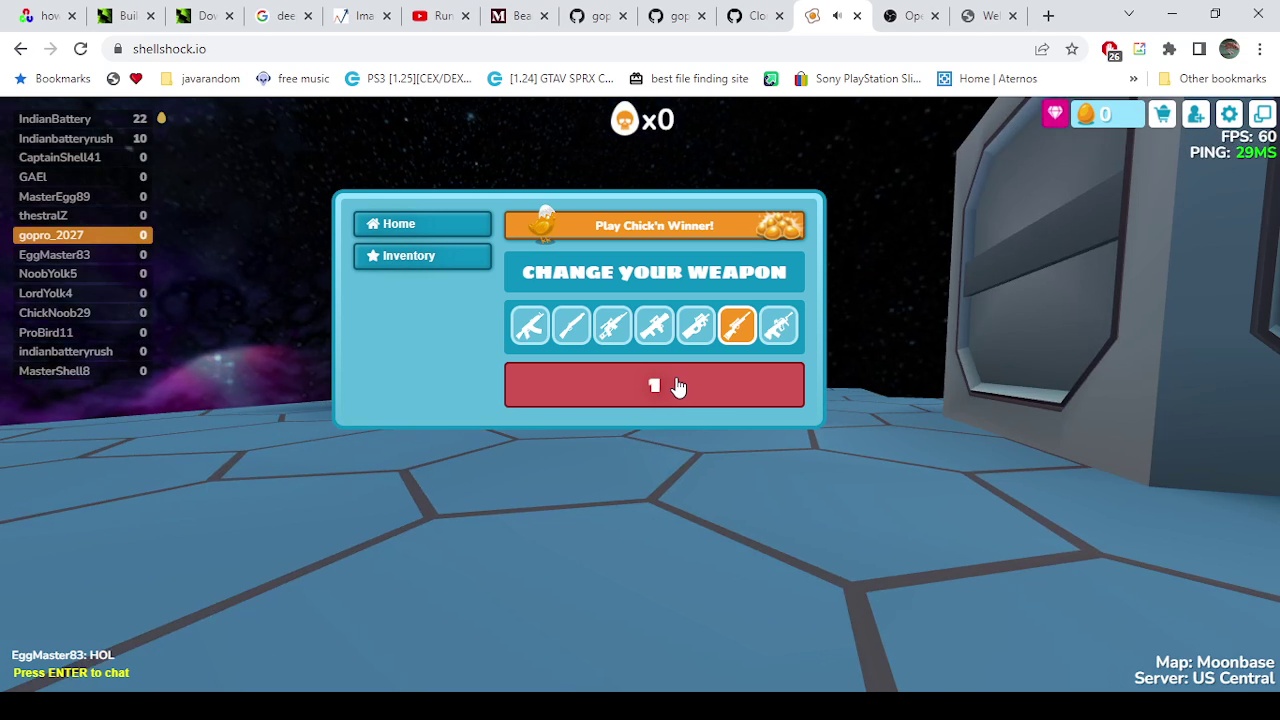 how
Buil
Dov
dee
Ima
Run
Bea
gop
gop
Clo
Ope
Wel
shellshock.io
26
Bookmarks
javarandom
free music
PS3 [1.25][CEX/DEX...
[1.24] GTAV SPRX C...
best file finding site
Sony PlayStation Sli...
Home | Aternos
»
Other bookmarks
IndianBattery 22
Indianbatteryrush 10
CaptainShell41 0
GAEl 0
MasterEgg89 0
thestralZ 0
gopro_2027 0
EggMaster83 0
NoobYolk5 0
LordYolk4 0
ChickNoob29 0
ProBird11 0
indianbatteryrush 0
MasterShell8 0
x0
0
FPS: 60
PING: 29MS
Home
Inventory
Play Chick'n Winner!
CHANGE YOUR WEAPON
1
EggMaster83: HOL
Press ENTER to chat
Map: Moonbase
Server: US Central